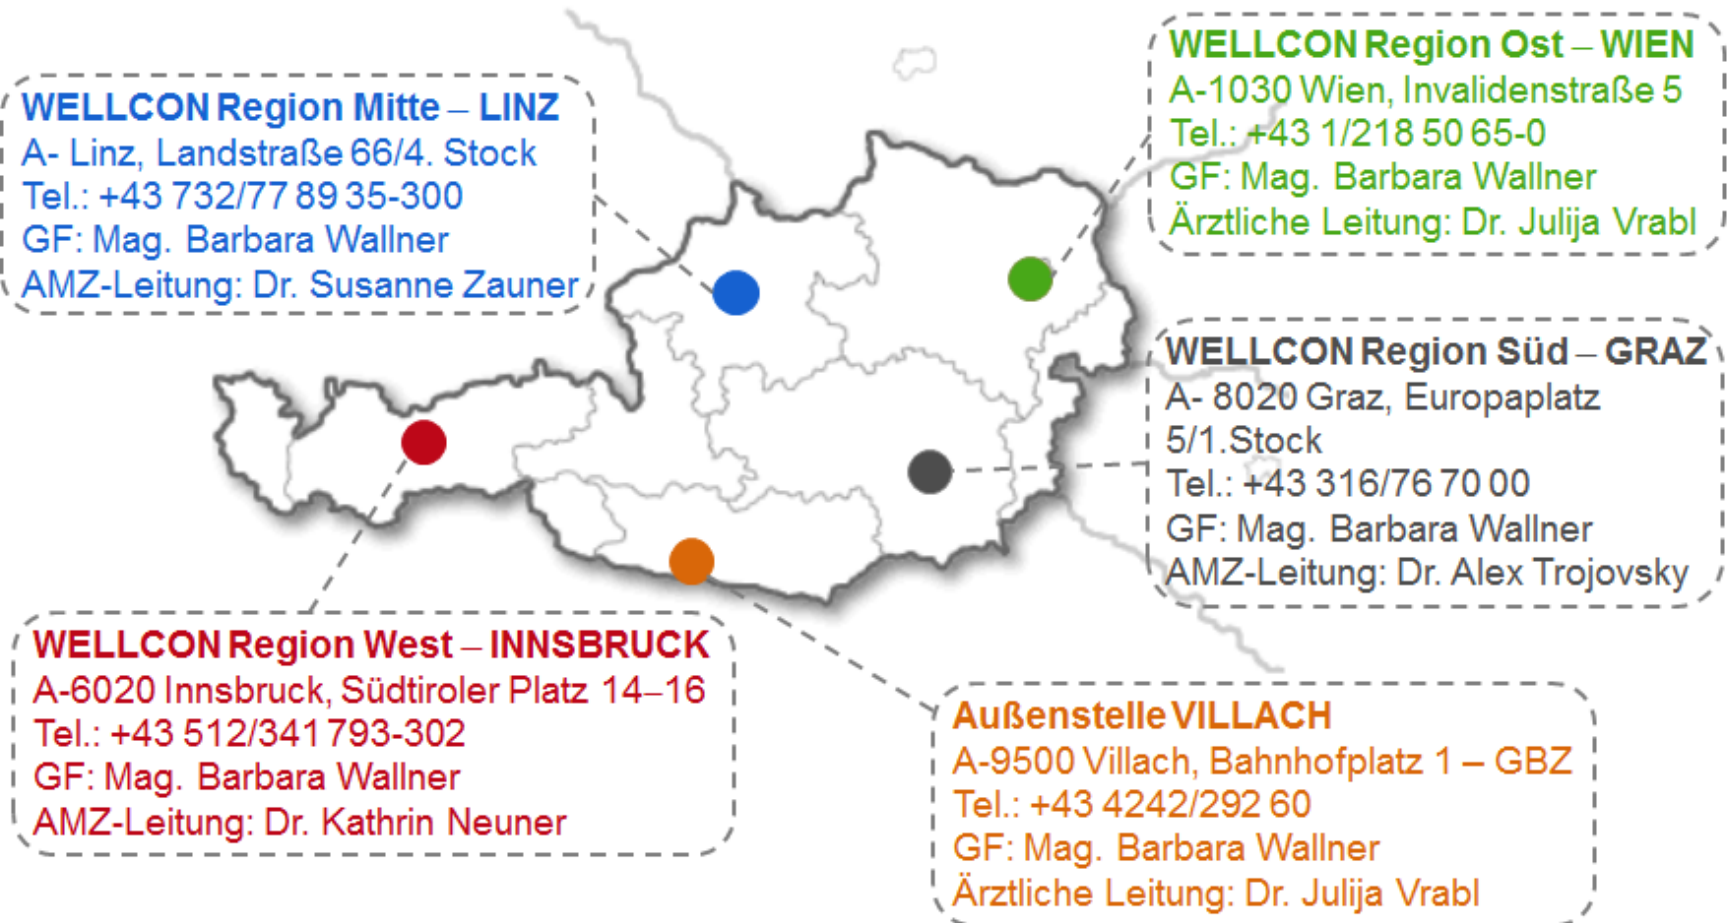 WELLCON Region Ost – WIEN
A-1030 Wien, Invalidenstraße 5
Tel.: +43 1/218 50 65-0
GF: Mag. Barbara Wallner
Ärztliche Leitung: Dr. Julija Vrabl
WELLCON Region Mitte – LINZ
A- Linz, Landstraße 66/4. Stock
Tel.: +43 732/77 89 35-300
GF: Mag. Barbara Wallner
AMZ-Leitung: Dr. Susanne Zauner
WELLCON Region Süd – GRAZ
A- 8020 Graz, Europaplatz
5/1.Stock
Tel.: +43 316/76 70 00
GF: Mag. Barbara Wallner
AMZ-Leitung: Dr. Alex Trojovsky
WELLCON Region West – INNSBRUCK
A-6020 Innsbruck, Südtiroler Platz 14–16
Tel.: +43 512/341 793-302
GF: Mag. Barbara Wallner
AMZ-Leitung: Dr. Kathrin Neuner
Außenstelle VILLACH
A-9500 Villach, Bahnhofplatz 1 – GBZ
Tel.: +43 4242/292 60
GF: Mag. Barbara Wallner
Ärztliche Leitung: Dr. Julija Vrabl